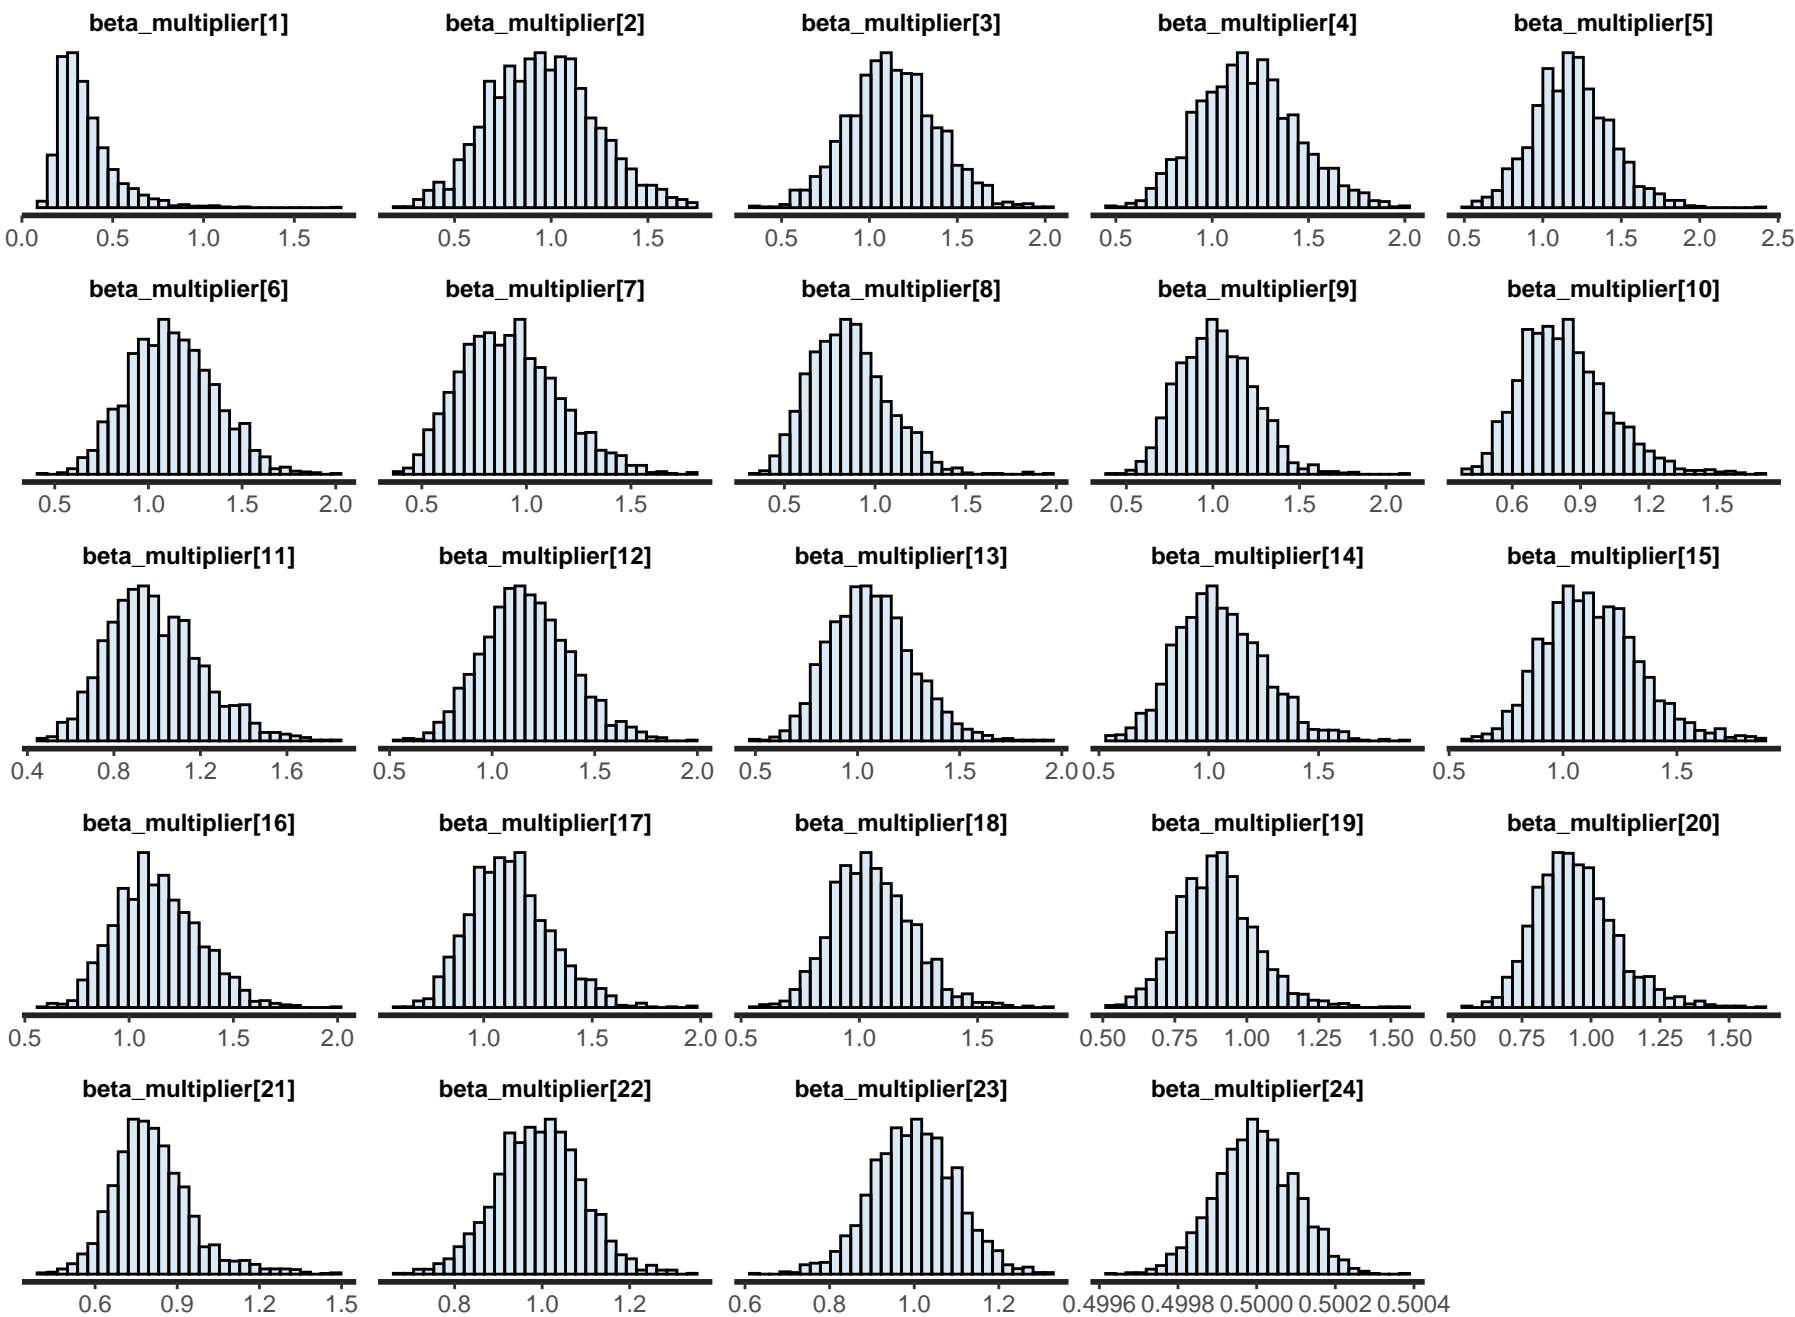 beta_multiplier[1] beta_multiplier[2] beta_multiplier[3] beta_multiplier[4] beta_multiplier[5]
0.0 0.5 1.0 1.5 0.5 1.0 1.5 0.5 1.0 1.5 2.0 0.5 1.0 1.5 2.0 0.5 1.0 1.5 2.0 2.5
beta_multiplier[6] beta_multiplier[7] beta_multiplier[8] beta_multiplier[9] beta_multiplier[10]
0.5 1.0 1.5 2.0 0.5 1.0 1.5 0.5 1.0 1.5 2.0 0.5 1.0 1.5 2.0 0.6 0.9 1.2 1.5
beta_multiplier[11] beta_multiplier[12] beta_multiplier[13] beta_multiplier[14] beta_multiplier[15]
0.4 0.8 1.2 1.6 0.5 1.0 1.5 2.0 0.5 1.0 1.5 2.0 0.5 1.0 1.5 0.5 1.0 1.5
beta_multiplier[16] beta_multiplier[17] beta_multiplier[18] beta_multiplier[19] beta_multiplier[20]
0.5 1.0 1.5 2.0 1.0 1.5 2.0 0.5 1.0 1.5 0.50 0.75 1.00 1.25 1.50 0.50 0.75 1.00 1.25 1.50
beta_multiplier[21] beta_multiplier[22] beta_multiplier[23] beta_multiplier[24]
0.6 0.9 1.2 1.5 0.8 1.0 1.2 0.6 0.8 1.0 1.2 0.4996 0.4998 0.5000 0.5002 0.5004